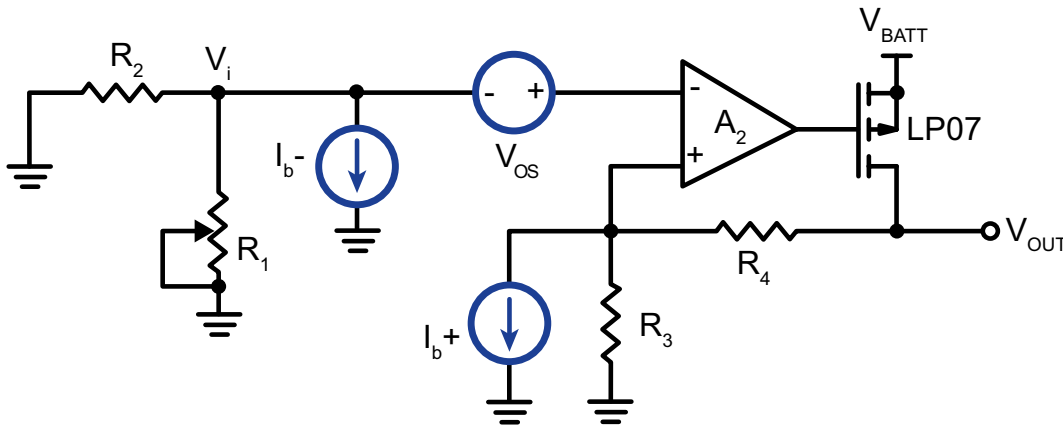 V_BATT
R_2
V_i
- +
V_OS
-
A_2
+
LP07
I_b-
R_1
R_4
V_OUT
I_b+
R_3